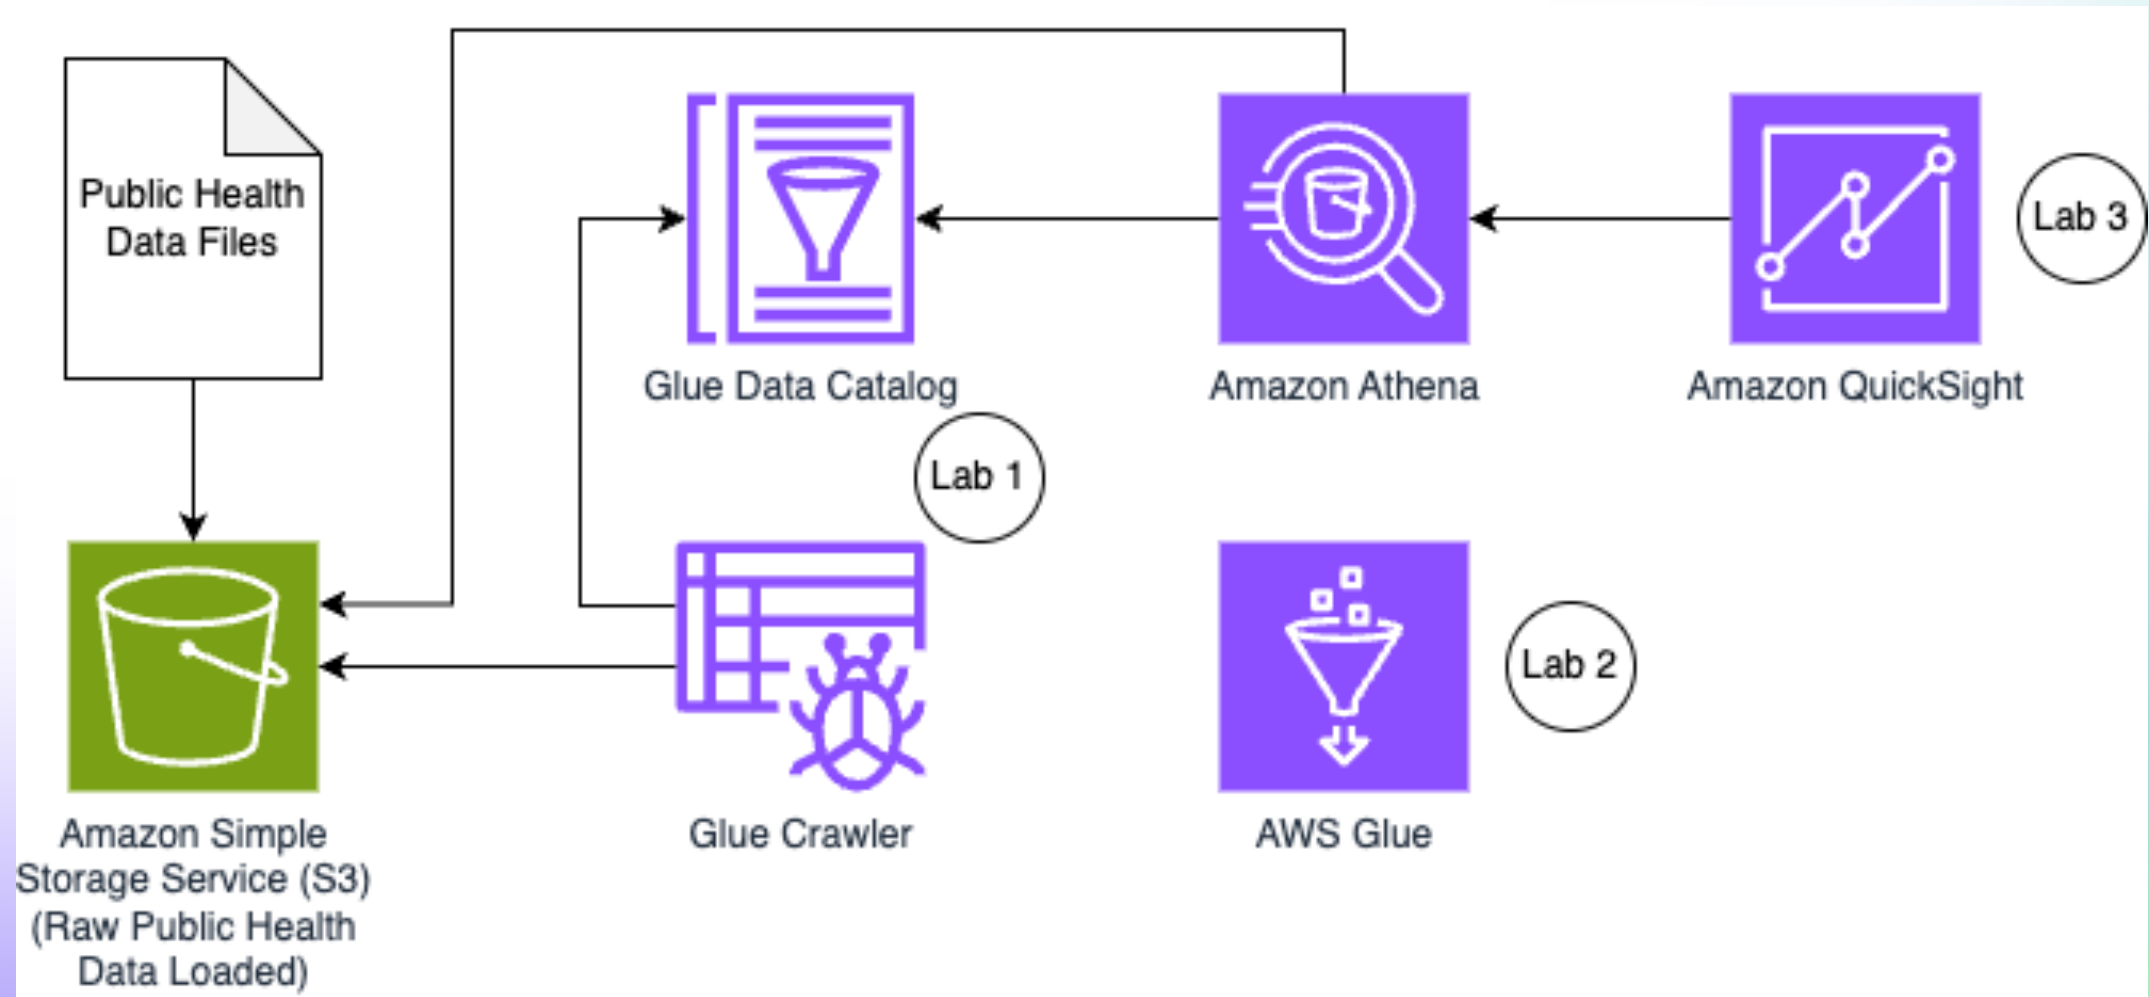 Public Health
Data Files
Glue Data Catalog
Amazon Athena
Amazon QuickSight
Lab 3
Lab 1
Lab 2
Amazon Simple
Storage Service (S3)
(Raw Public Health
Data Loaded)
Glue Crawler
AWS Glue